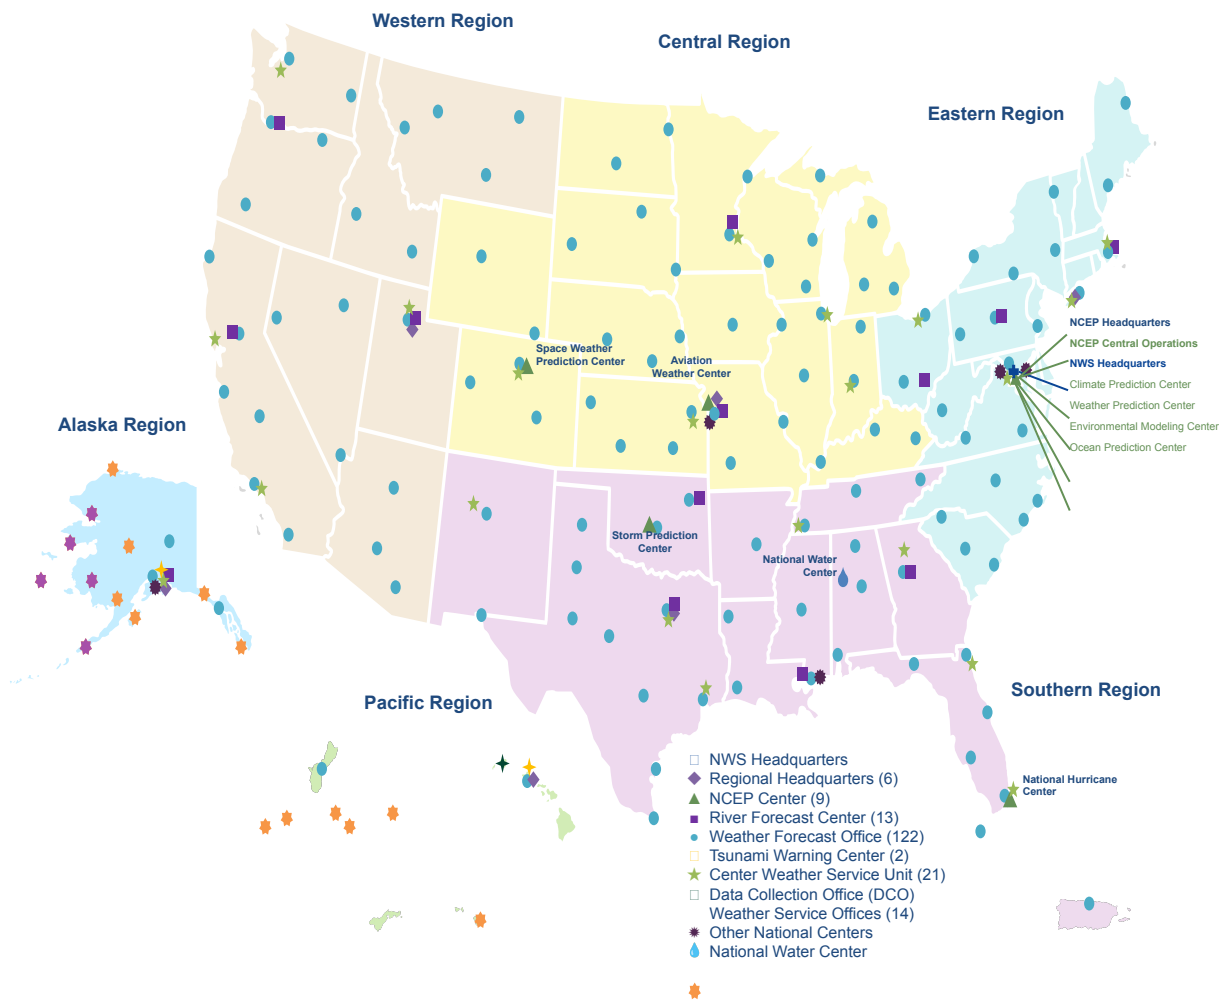 Western Region
Central Region
Eastern Region
NCEP Headquarters
NCEP Central Operations
NWS Headquarters
Climate Prediction Center
Weather Prediction Center
Environmental Modeling Center
Ocean Prediction Center
Space Weather
Prediction Center
Aviation
Weather Center
Alaska Region
Storm Prediction
Center
National Water
Center
Southern Region
Pacific Region
National Hurricane
Center
NWS Headquarters
Regional Headquarters (6)
NCEP Center (9)
River Forecast Center (13)
Weather Forecast Office (122)
Tsunami Warning Center (2)
Center Weather Service Unit (21)
Data Collection Office (DCO)
Weather Service Offices (14)
Other National Centers
National Water Center